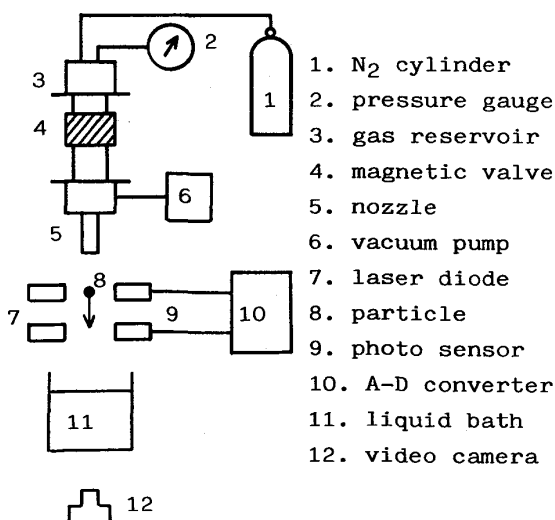 2
3
1
4
6
5
8
7
9
10
11
12
1. N2 cylinder
2. pressure gauge
3. gas reservoir
4. magnetic valve
5. nozzle
6. vacuum pump
7. laser diode
8. particle
9. photo sensor
10. A-D converter
11. liquid bath
12. video camera